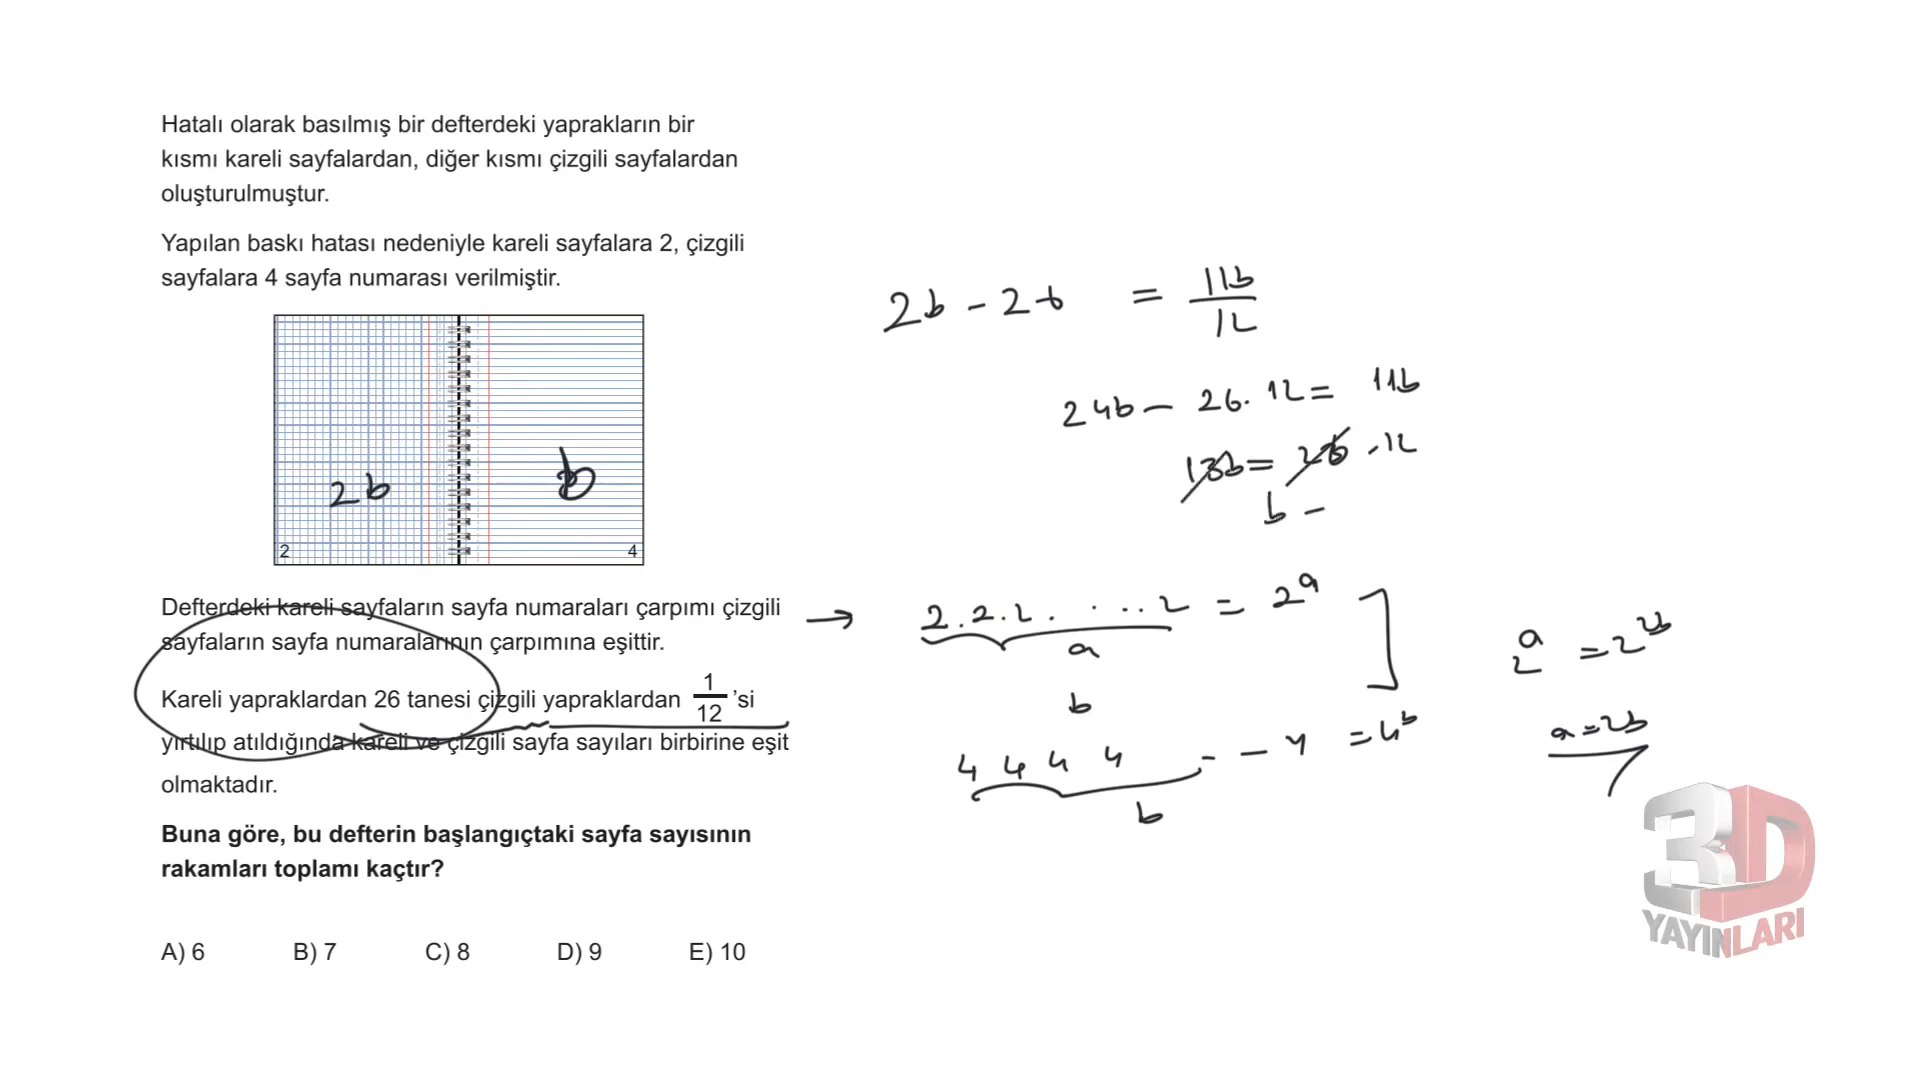 Hatalı olarak basılmış bir defterdeki yaprakların bir
kısmı kareli sayfalardan, diğer kısmı çizgili sayfalardan
oluşturulmuştur.
Yapılan baskı hatası nedeniyle kareli sayfalara 2, çizgili
sayfalara 4 sayfa numarası verilmiştir.
2b
b
2
4
Defterdeki kareli sayfaların sayfa numaraları çarpımı çizgili
sayfaların sayfa numaralarının çarpımına eşittir.
Kareli yapraklardan 26 tanesi çizgili yapraklardan 1/12 'si
yırtılıp atıldığında kareli ve çizgili sayfa sayıları birbirine eşit
olmaktadır.
Buna göre, bu defterin başlangıçtaki sayfa sayısının
rakamları toplamı kaçtır?
A) 6 B) 7 C) 8 D) 9 E) 10
2b - 26 = 11b/12
24b - 26.12 = 11b
13b = 26 .12
b -
→ 2.2.2. ... 2 = 2^a
a
b
4 4 4 4 - - 4 = 4^b
b
2^a = 2^2b
a = 2b
3D
YAYINLARI